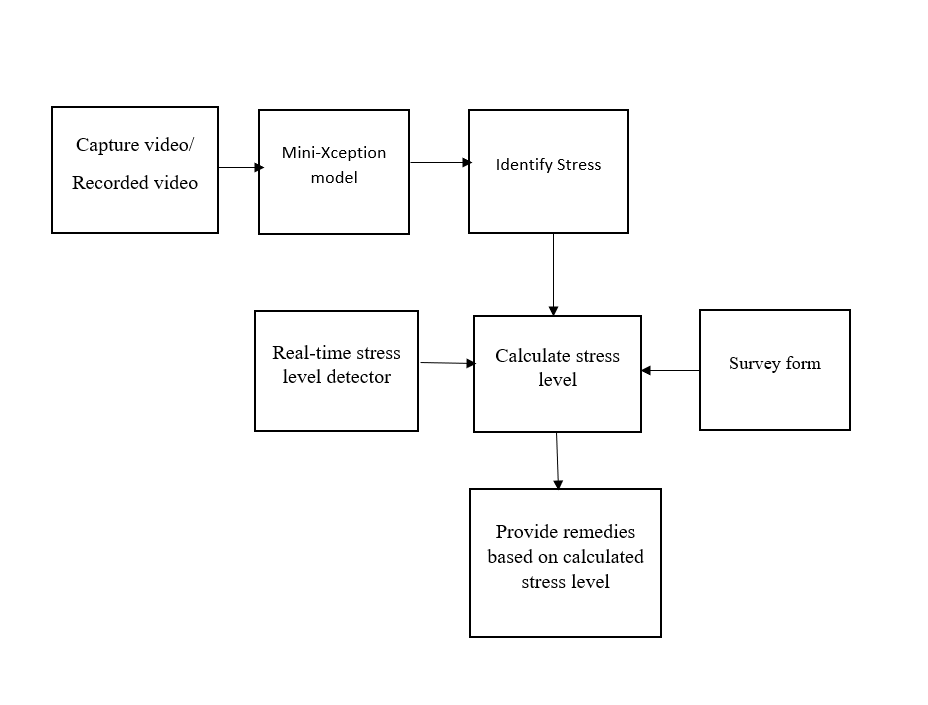 Capture video/
Recorded video
Mini-Xception
model
Identify Stress
Real-time stress
level detector
Calculate stress
level
Survey form
Provide remedies
based on calculated
stress level